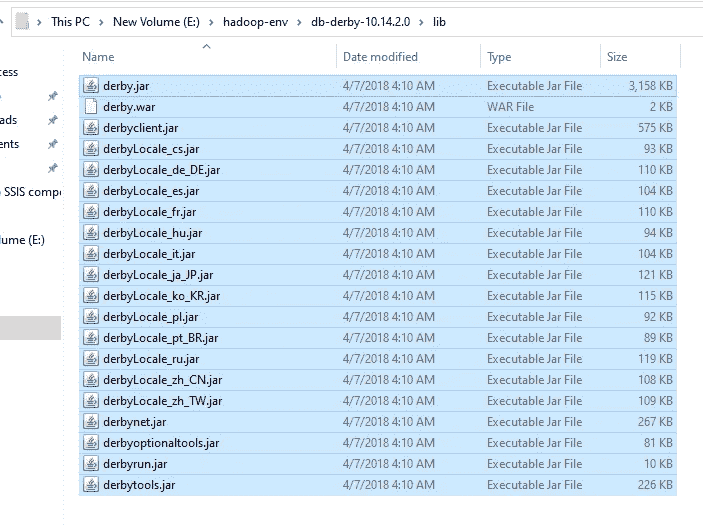 This PC > New Volume (E:) > hadoop-env > db-derby-10.14.2.0 > lib
Name Date modified Type Size
cess
derby.jar 4/7/2018 4:10 AM Executable Jar File 3,158 KB
derby.war 4/7/2018 4:10 AM WAR File 2 KB
ads derbyclient.jar 4/7/2018 4:10 AM Executable Jar File 575 KB
ents derbyLocale_cs.jar 4/7/2018 4:10 AM Executable Jar File 93 KB
derbyLocale_de_DE.jar 4/7/2018 4:10 AM Executable Jar File 110 KB
SSIS compo derbyLocale_es.jar 4/7/2018 4:10 AM Executable Jar File 104 KB
derbyLocale_fr.jar 4/7/2018 4:10 AM Executable Jar File 110 KB
lume (E:) derbyLocale_hu.jar 4/7/2018 4:10 AM Executable Jar File 94 KB
derbyLocale_it.jar 4/7/2018 4:10 AM Executable Jar File 104 KB
derbyLocale_ja_JP.jar 4/7/2018 4:10 AM Executable Jar File 121 KB
derbyLocale_ko_KR.jar 4/7/2018 4:10 AM Executable Jar File 115 KB
derbyLocale_pl.jar 4/7/2018 4:10 AM Executable Jar File 92 KB
derbyLocale_pt_BR.jar 4/7/2018 4:10 AM Executable Jar File 89 KB
derbyLocale_ru.jar 4/7/2018 4:10 AM Executable Jar File 119 KB
derbyLocale_zh_CN.jar 4/7/2018 4:10 AM Executable Jar File 108 KB
derbyLocale_zh_TW.jar 4/7/2018 4:10 AM Executable Jar File 109 KB
derbynet.jar 4/7/2018 4:10 AM Executable Jar File 267 KB
derbyoptionaltools.jar 4/7/2018 4:10 AM Executable Jar File 81 KB
derbyrun.jar 4/7/2018 4:10 AM Executable Jar File 10 KB
derbytools.jar 4/7/2018 4:10 AM Executable Jar File 226 KB